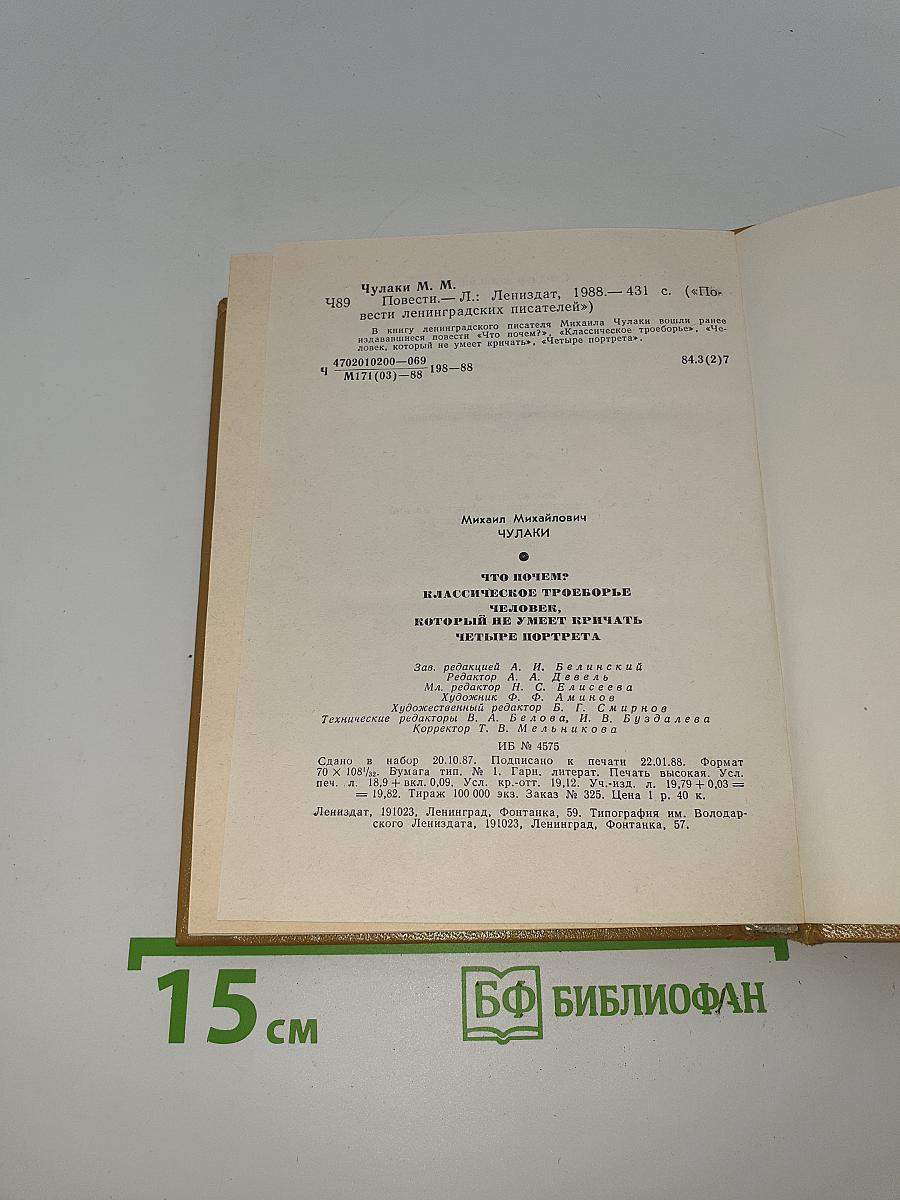 Чулаки М. М.
Ч89 Повести.— Л.: Лениздат, 1988.— 431 с. («По-
вести ленинградских писателей»)
В книгу ленинградского писателя Михаила Чулаки вошли ранее
издававшиеся повести «Что почем?», «Классическое троеборье», «Че-
ловек, который не умеет кричать», «Четыре портрета».
Ч 4702010200—069 198—88 84.3(2)7
М171(03)—88
Михаил Михайлович
ЧУЛАКИ
ЧТО ПОЧЕМ?
КЛАССИЧЕСКОЕ ТРОЕБОРЬЕ
ЧЕЛОВЕК,
КОТОРЫЙ НЕ УМЕЕТ КРИЧАТЬ
ЧЕТЫРЕ ПОРТРЕТА
Зав. редакцией А. И. Белинский
Редактор А. А. Девель
Мл. редактор Н. С. Елисеева
Художник Ф. Ф. Аминов
Художественный редактор Б. Г. Смирнов
Технические редакторы В. А. Белова, И. В. Буздалева
Корректор Т. В. Мельникова
ИБ № 4575
Сдано в набор 20.10.87. Подписано к печати 22.01.88. Формат
70 × 108¹/₃₂. Бумага тип. № 1. Гарн. литерат. Печать высокая. Усл.
печ. л. 18,9 + вкл. 0,09. Усл. кр.-отт. 19,12. Уч.-изд. л. 19,79 + 0,03 =
= 19,82. Тираж 100 000 экз. Заказ № 325. Цена 1 р. 40 к.
Лениздат, 191023, Ленинград, Фонтанка, 59. Типография им. Володар-
ского Лениздата, 191023, Ленинград, Фонтанка, 57.
15 см
БФ БИБЛИОФАН